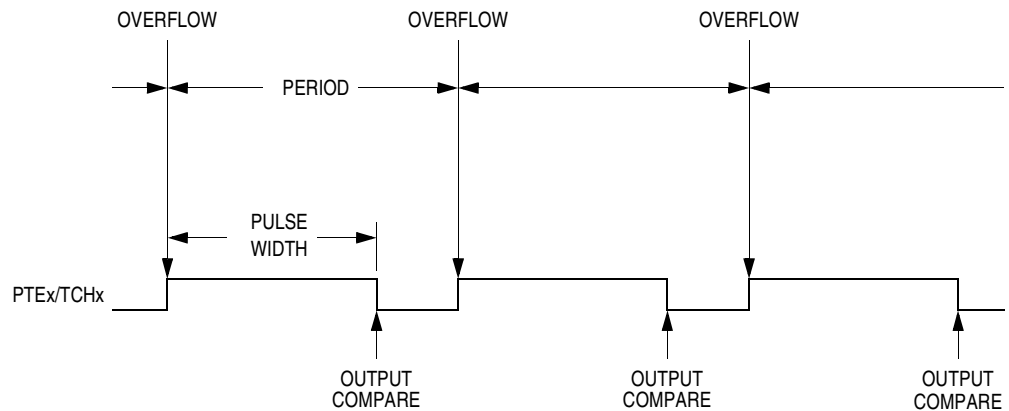 OVERFLOW
OVERFLOW
OVERFLOW
PERIOD
PULSE
WIDTH
PTEx/TCHx
OUTPUT
COMPARE
OUTPUT
COMPARE
OUTPUT
COMPARE